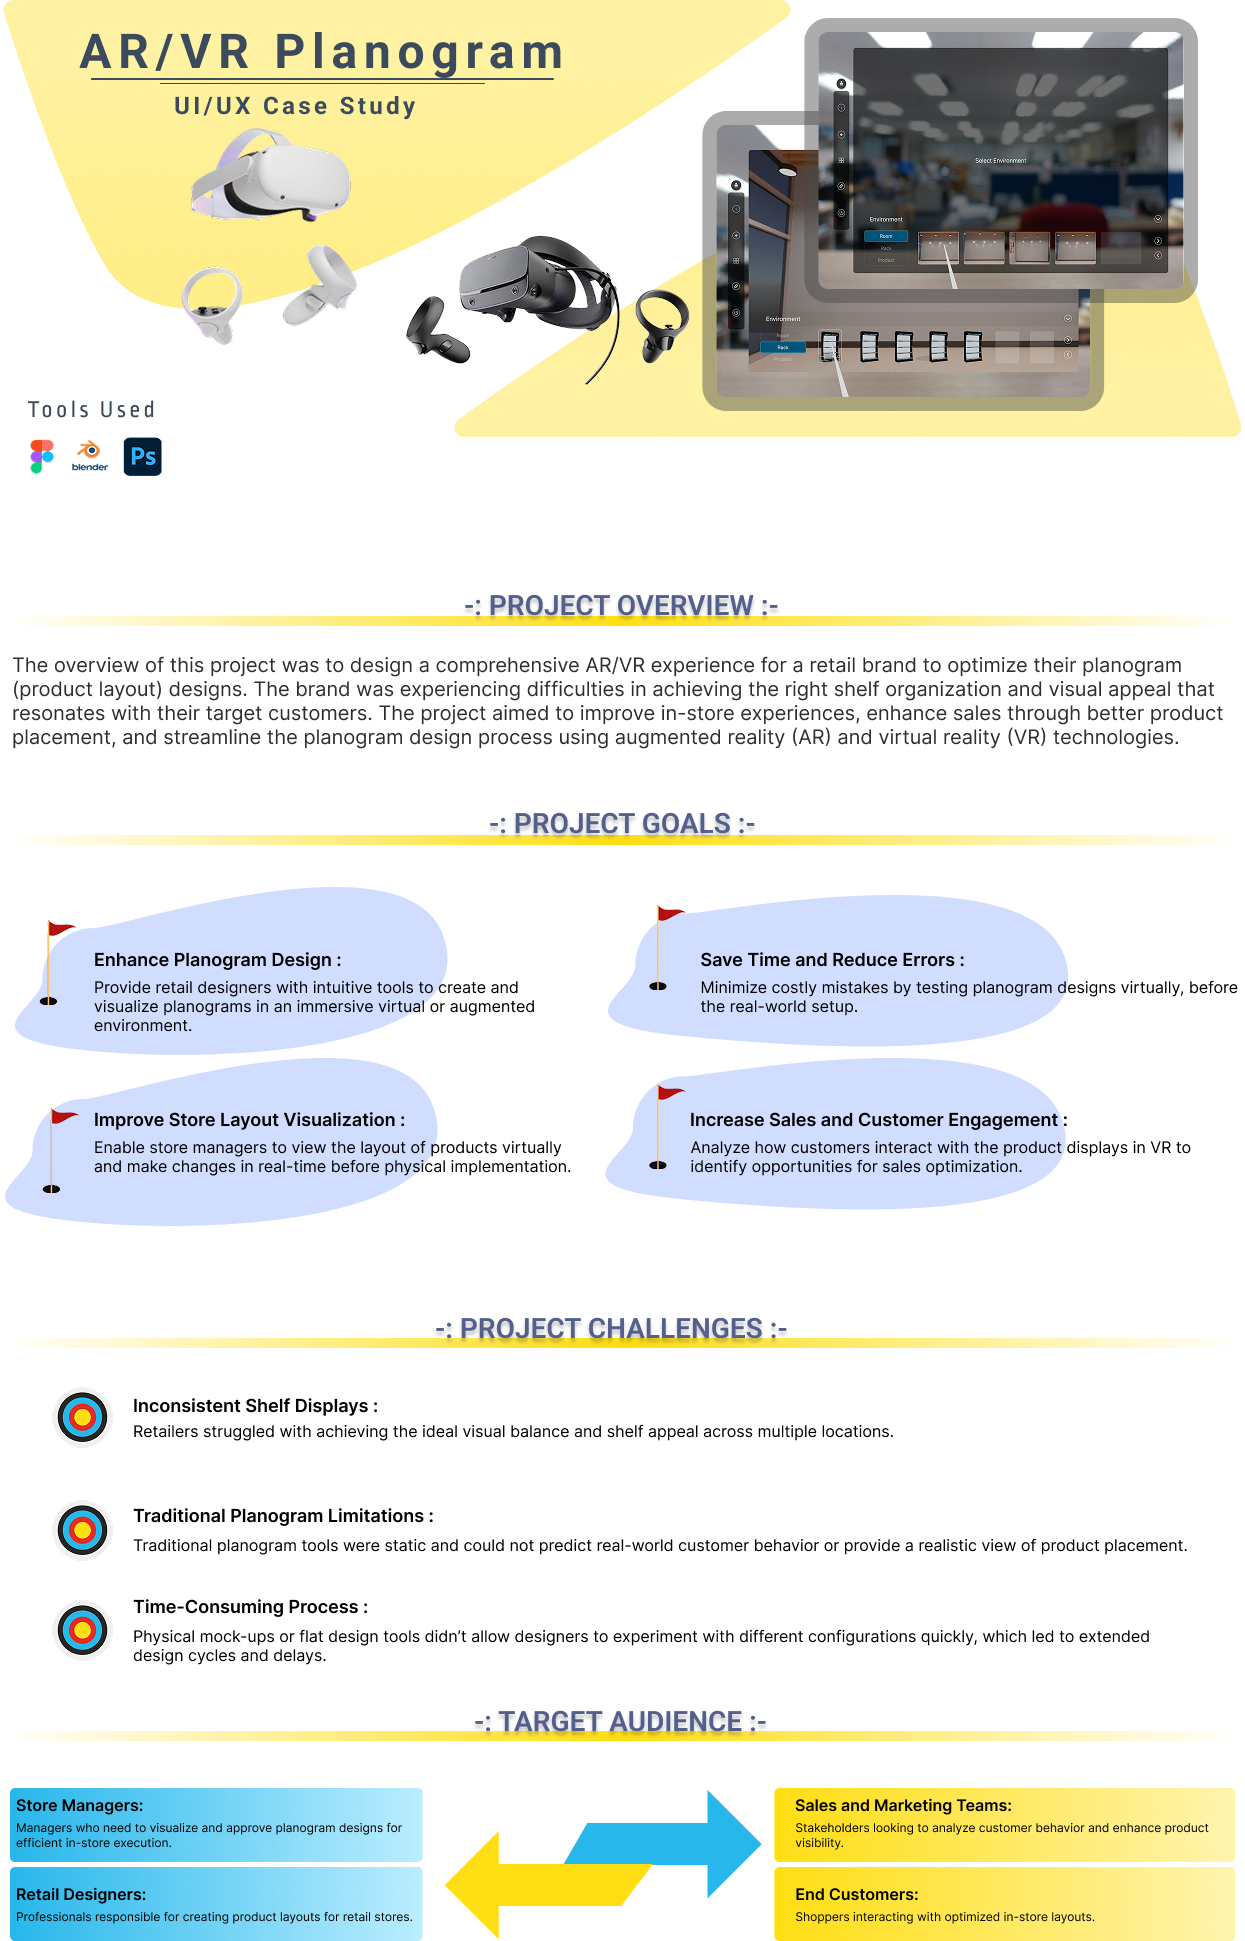 AR/VR Planogram
UI/UX Case Study
Select Environment
Environment
Room
Rack
Product
Environment
Room
Rack
Product
Tools Used
blender
Ps
-: PROJECT OVERVIEW :-
The overview of this project was to design a comprehensive AR/VR experience for a retail brand to optimize their planogram
(product layout) designs. The brand was experiencing difficulties in achieving the right shelf organization and visual appeal that
resonates with their target customers. The project aimed to improve in-store experiences, enhance sales through better product
placement, and streamline the planogram design process using augmented reality (AR) and virtual reality (VR) technologies.
-: PROJECT GOALS :-
Enhance Planogram Design :
Provide retail designers with intuitive tools to create and
visualize planograms in an immersive virtual or augmented
environment.
Save Time and Reduce Errors :
Minimize costly mistakes by testing planogram designs virtually, before
the real-world setup.
Improve Store Layout Visualization :
Enable store managers to view the layout of products virtually
and make changes in real-time before physical implementation.
Increase Sales and Customer Engagement :
Analyze how customers interact with the product displays in VR to
identify opportunities for sales optimization.
-: PROJECT CHALLENGES :-
Inconsistent Shelf Displays :
Retailers struggled with achieving the ideal visual balance and shelf appeal across multiple locations.
Traditional Planogram Limitations :
Traditional planogram tools were static and could not predict real-world customer behavior or provide a realistic view of product placement.
Time-Consuming Process :
Physical mock-ups or flat design tools didn’t allow designers to experiment with different configurations quickly, which led to extended
design cycles and delays.
-: TARGET AUDIENCE :-
Store Managers:
Managers who need to visualize and approve planogram designs for
efficient in-store execution.
Retail Designers:
Professionals responsible for creating product layouts for retail stores.
Sales and Marketing Teams:
Stakeholders looking to analyze customer behavior and enhance product
visibility.
End Customers:
Shoppers interacting with optimized in-store layouts.